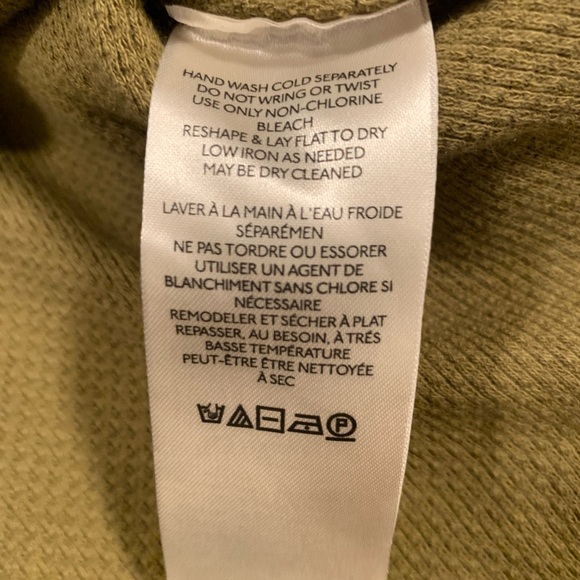 HAND WASH COLD SEPARATELY
DO NOT WRING OR TWIST
USE ONLY NON-CHLORINE
BLEACH
RESHAPE & LAY FLAT TO DRY
LOW IRON AS NEEDED
MAY BE DRY CLEANED
LAVER À LA MAIN À L'EAU FROIDE
SÉPARÉMEN
NE PAS TORDRE OU ESSORER
UTILISER UN AGENT DE
BLANCHIMENT SANS CHLORE SI
NÉCESSAIRE
REMODELER ET SÉCHER À PLAT
REPASSER, AU BESOIN, À TRÉS
BASSE TEMPÉRATURE
PEUT-ÊTRE ÊTRE NETTOYÉE
À SEC
P